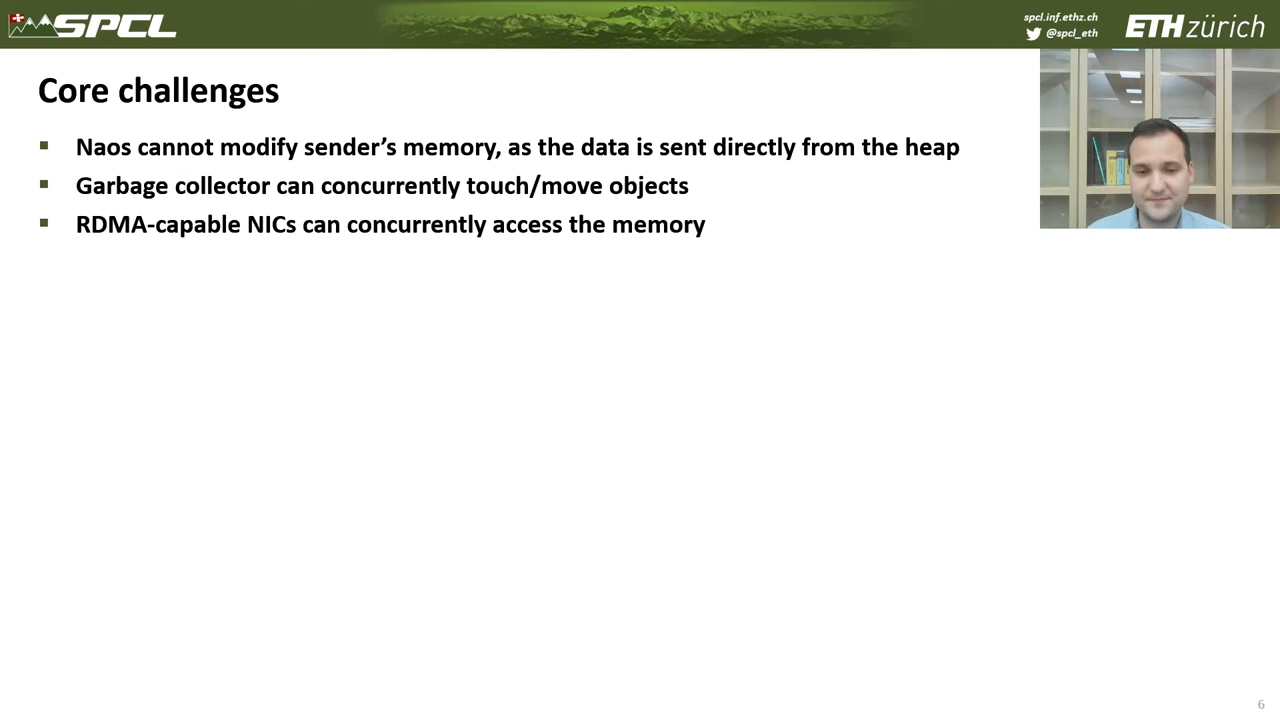 SPCL
spcl.inf.ethz.ch
@spcl_eth
ETH zürich
Core challenges
Naos cannot modify sender's memory, as the data is sent directly from the heap
Garbage collector can concurrently touch/move objects
RDMA-capable NICs can concurrently access the memory
6